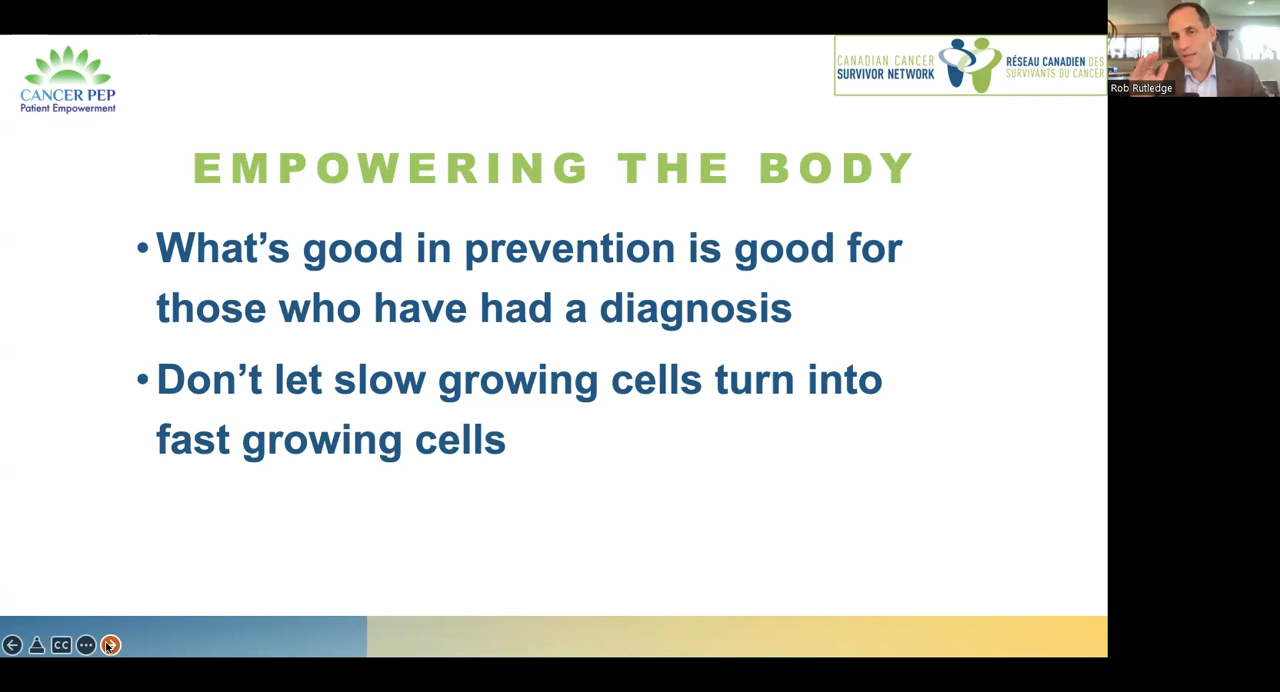 CANCER PEP
Patient Empowerment
CANADIAN CANCER
SURVIVOR NETWORK
RÉSEAU CANADIEN DES
SURVIVANTS DU CANCER
Rob Rutledge
EMPOWERING THE BODY
•What’s good in prevention is good for
those who have had a diagnosis
•Don’t let slow growing cells turn into
fast growing cells
CC